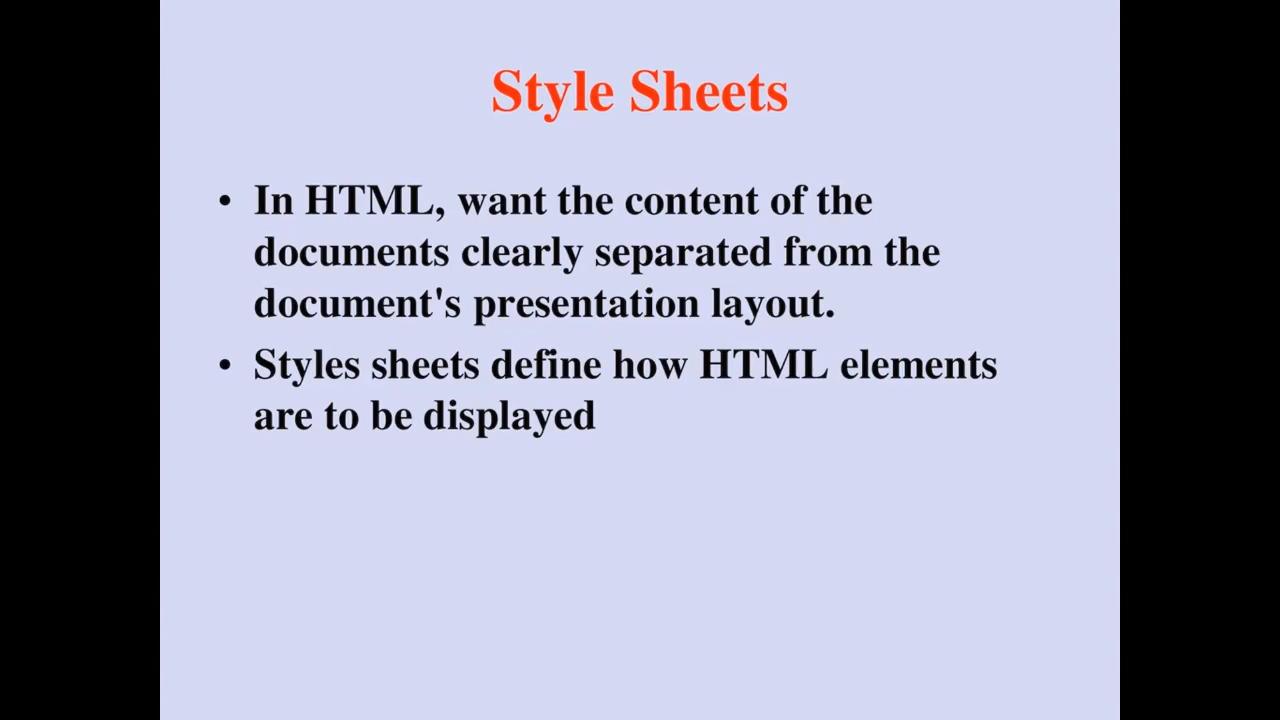 Style Sheets
• In HTML, want the content of the
documents clearly separated from the
document's presentation layout.
• Styles sheets define how HTML elements
are to be displayed